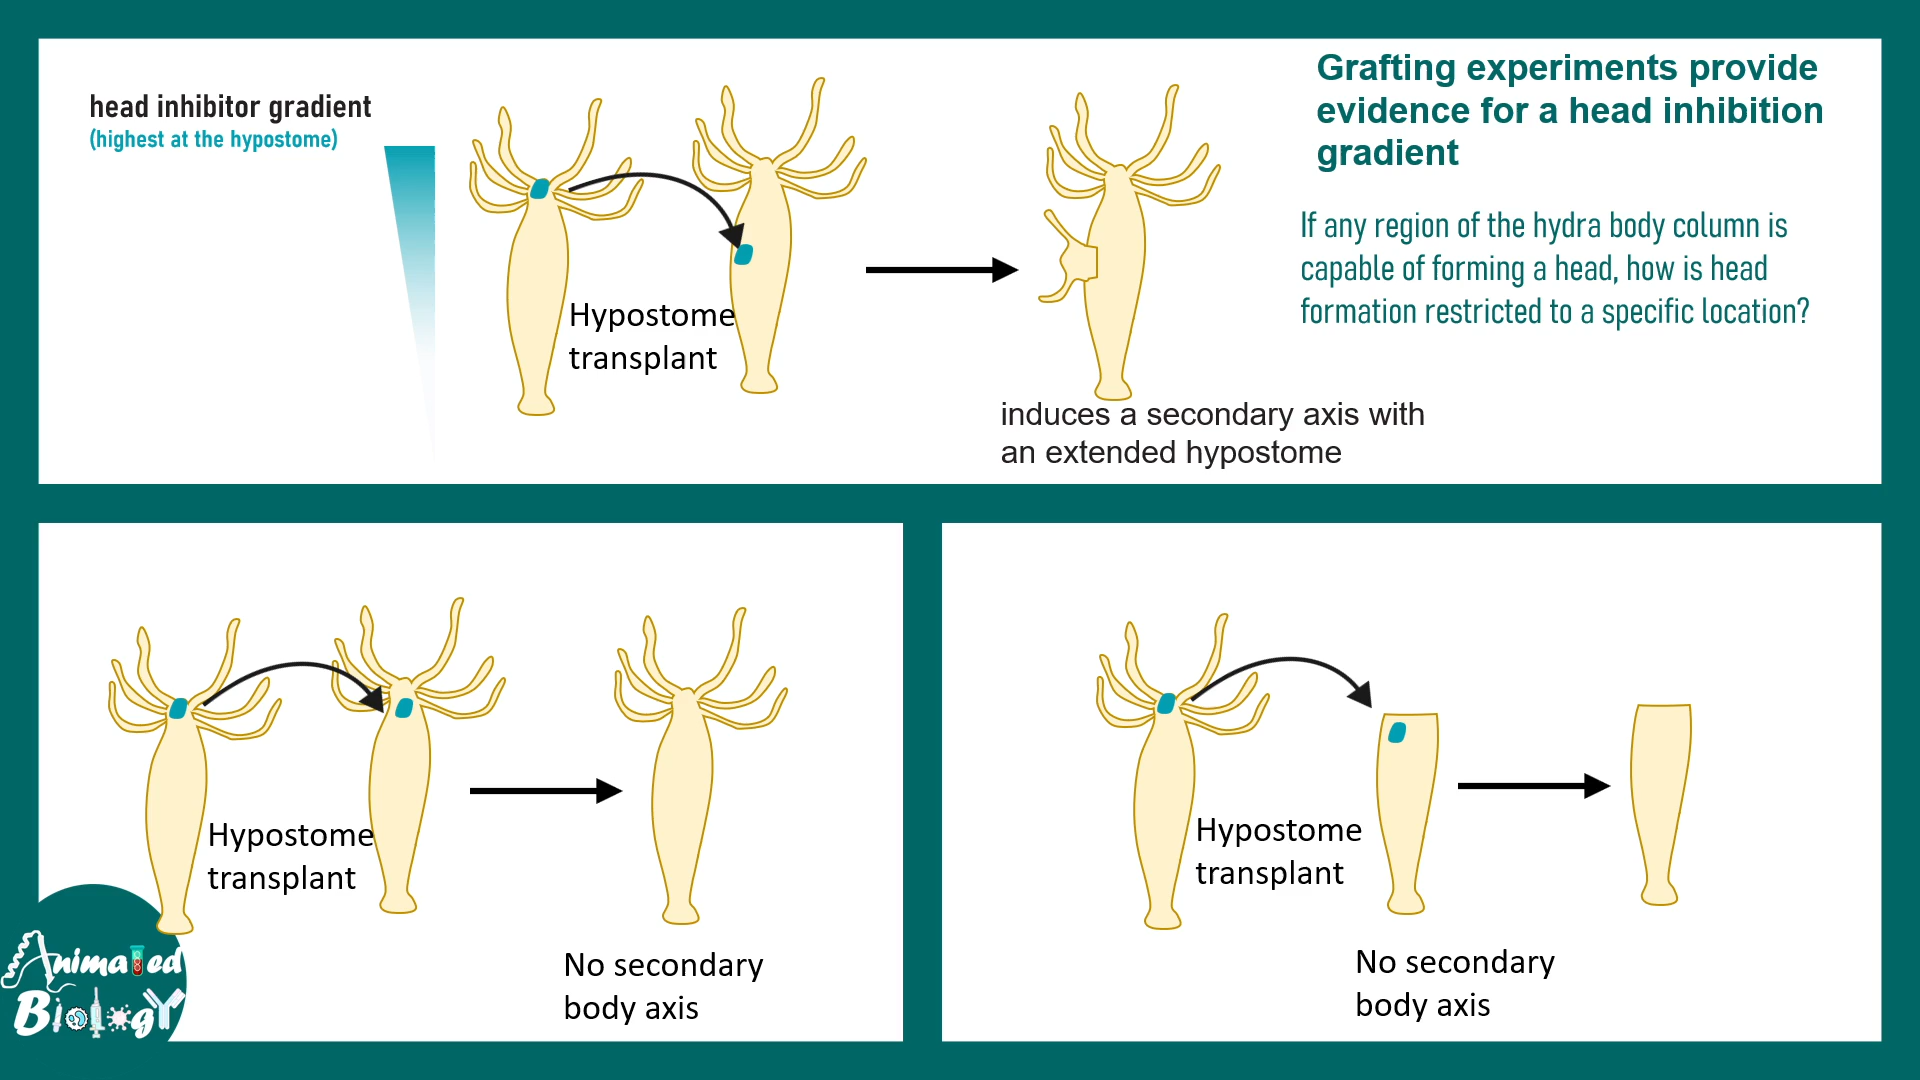 head inhibitor gradient
(highest at the hypostome)
Hypostome
transplant
induces a secondary axis with
an extended hypostome
Grafting experiments provide
evidence for a head inhibition
gradient
If any region of the hydra body column is
capable of forming a head, how is head
formation restricted to a specific location?
Hypostome
transplant
No secondary
body axis
Hypostome
transplant
No secondary
body axis
Animated
Biology